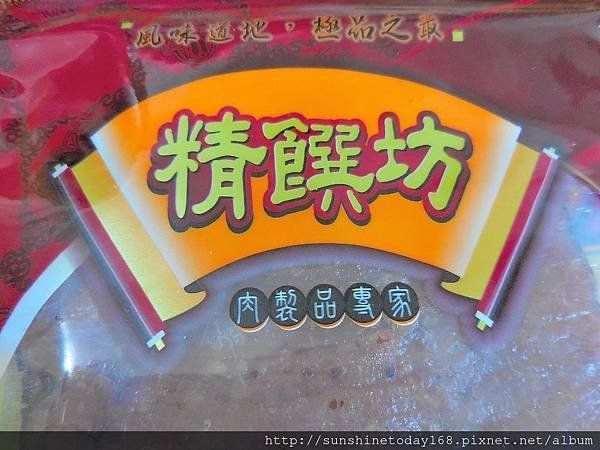 風味道地，極品之最
精饌坊
肉製品專家
http://sunshinetoday168.pixnet.net/album